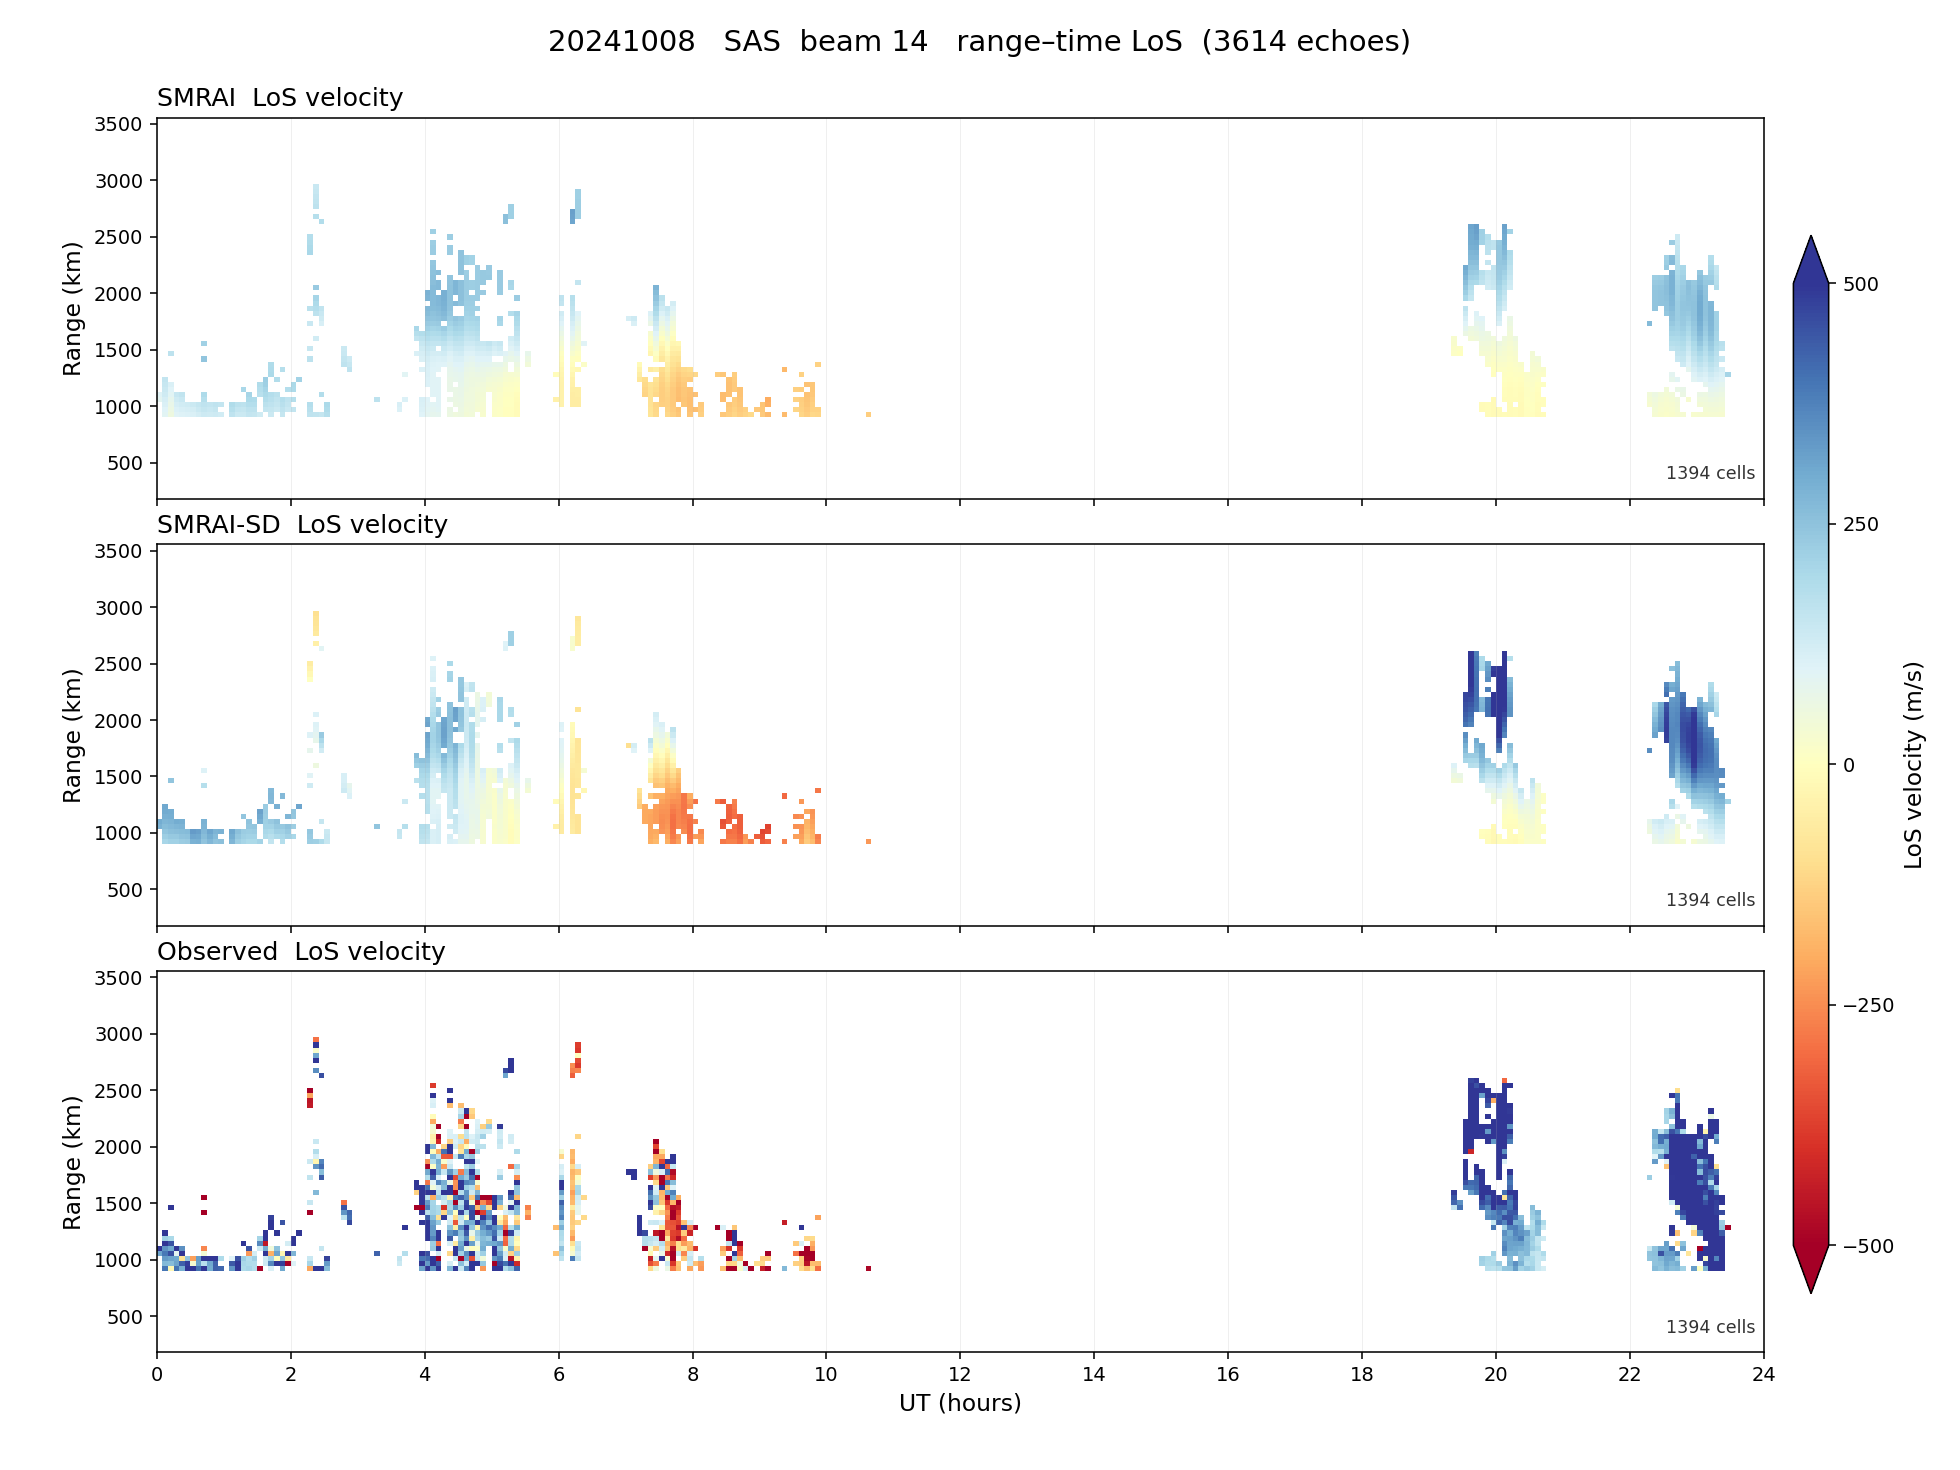 20241008   SAS  beam 14   range–time LoS  (3614 echoes)
SMRAI  LoS velocity
3500
3000
2500
2000
1500
1000
500
Range (km)
1394 cells
SMRAI-SD  LoS velocity
3500
3000
2500
2000
1500
1000
500
Range (km)
1394 cells
Observed  LoS velocity
3500
3000
2500
2000
1500
1000
500
Range (km)
1394 cells
0 2 4 6 8 10 12 14 16 18 20 22 24
UT (hours)
500
250
0
−250
−500
LoS velocity (m/s)